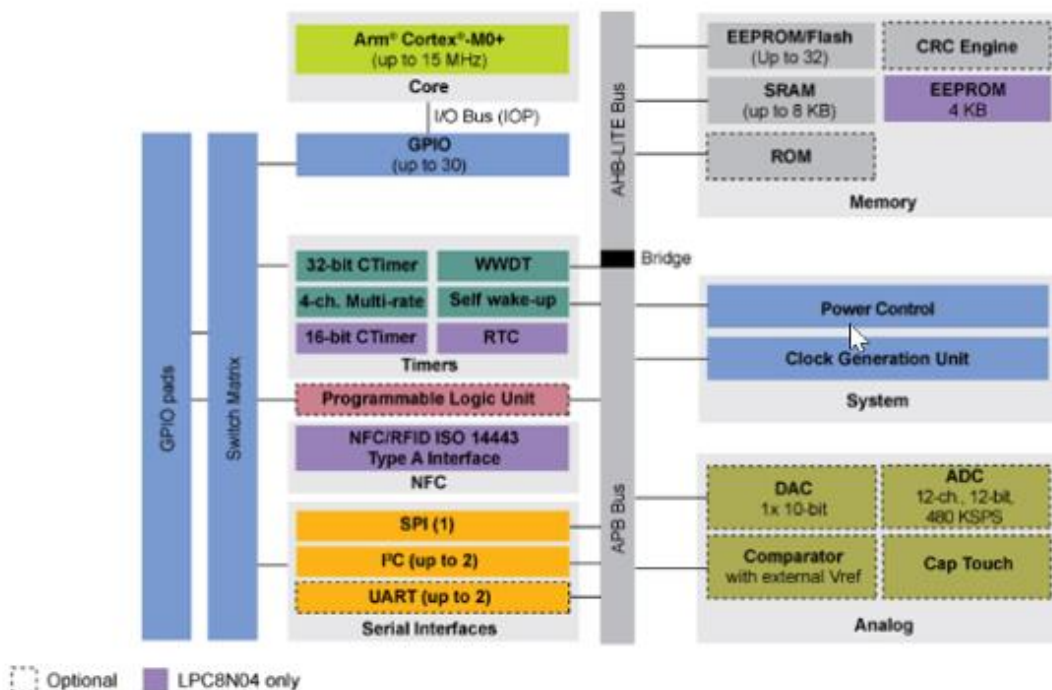 Arm® Cortex®-M0+
(up to 15 MHz)
Core
I/O Bus (IOP)
GPIO
(up to 30)
GPIO pads
Switch Matrix
32-bit CTimer
WWDT
4-ch. Multi-rate
Self wake-up
16-bit CTimer
RTC
Timers
Programmable Logic Unit
NFC/RFID ISO 14443
Type A Interface
NFC
SPI (1)
I²C (up to 2)
UART (up to 2)
Serial Interfaces
AHB-LITE Bus
Bridge
APB Bus
EEPROM/Flash
(Up to 32)
CRC Engine
SRAM
(up to 8 KB)
EEPROM
4 KB
ROM
Memory
Power Control
Clock Generation Unit
System
DAC
1x 10-bit
ADC
12-ch., 12-bit,
480 KSPS
Comparator
with external Vref
Cap Touch
Analog
Optional
LPC8N04 only